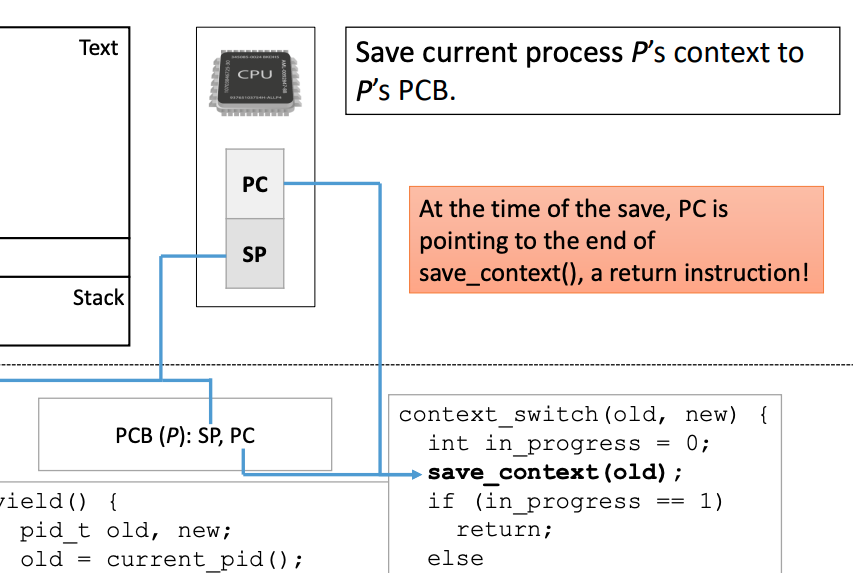 Text
CPU
Save current process P's context to
P's PCB.
PC
At the time of the save, PC is
pointing to the end of
save_context(), a return instruction!
SP
Stack
PCB (P): SP, PC
context_switch(old, new) {
int in_progress = 0;
save_context(old);
if (in_progress == 1)
return;
else
yield() {
pid_t old, new;
old = current_pid();